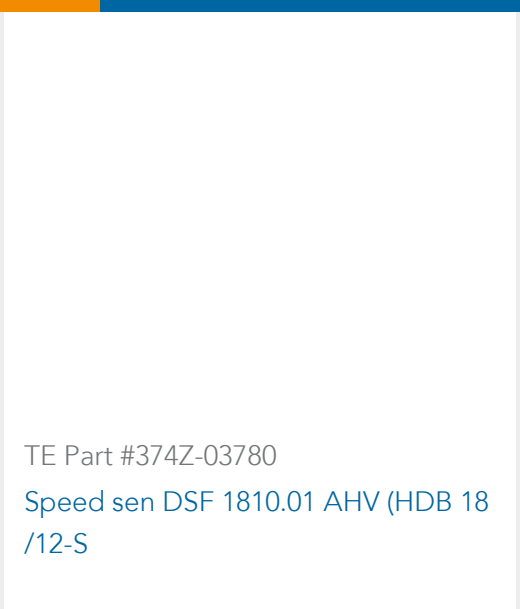 TE Part #374Z-03780
Speed sen DSF 1810.01 AHV (HDB 18
/12-S